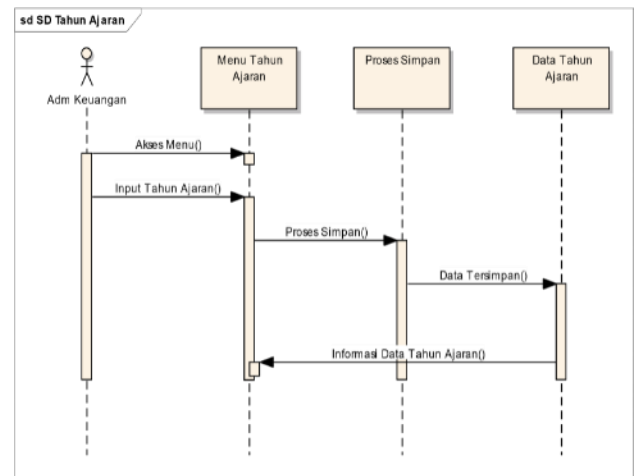 sd SD Tahun Ajaran
Adm Keuangan
Menu Tahun
Ajaran
Proses Simpan
Data Tahun
Ajaran
Akses Menu()
Input Tahun Ajaran()
Proses Simpan()
Data Tersimpan()
Informasi Data Tahun Ajaran()